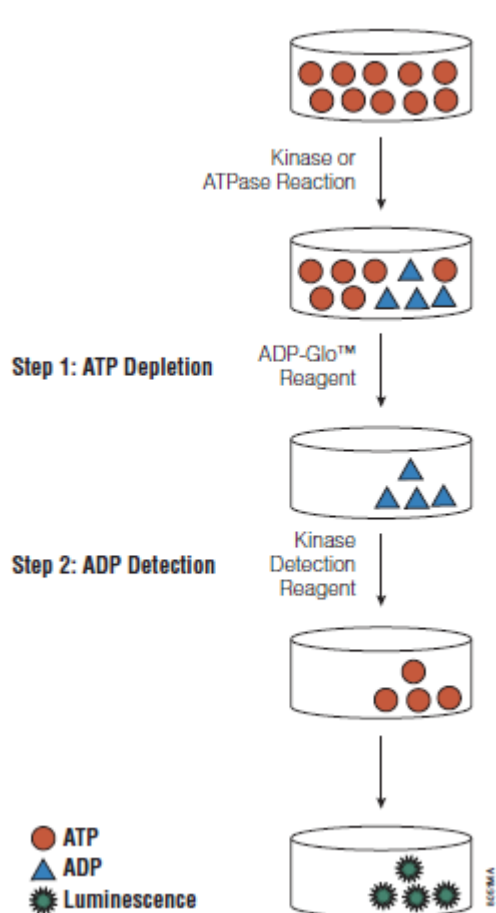 Kinase or
ATPase Reaction
Step 1: ATP Depletion
ADP-Glo™
Reagent
Step 2: ADP Detection
Kinase
Detection
Reagent
ATP
ADP
Luminescence